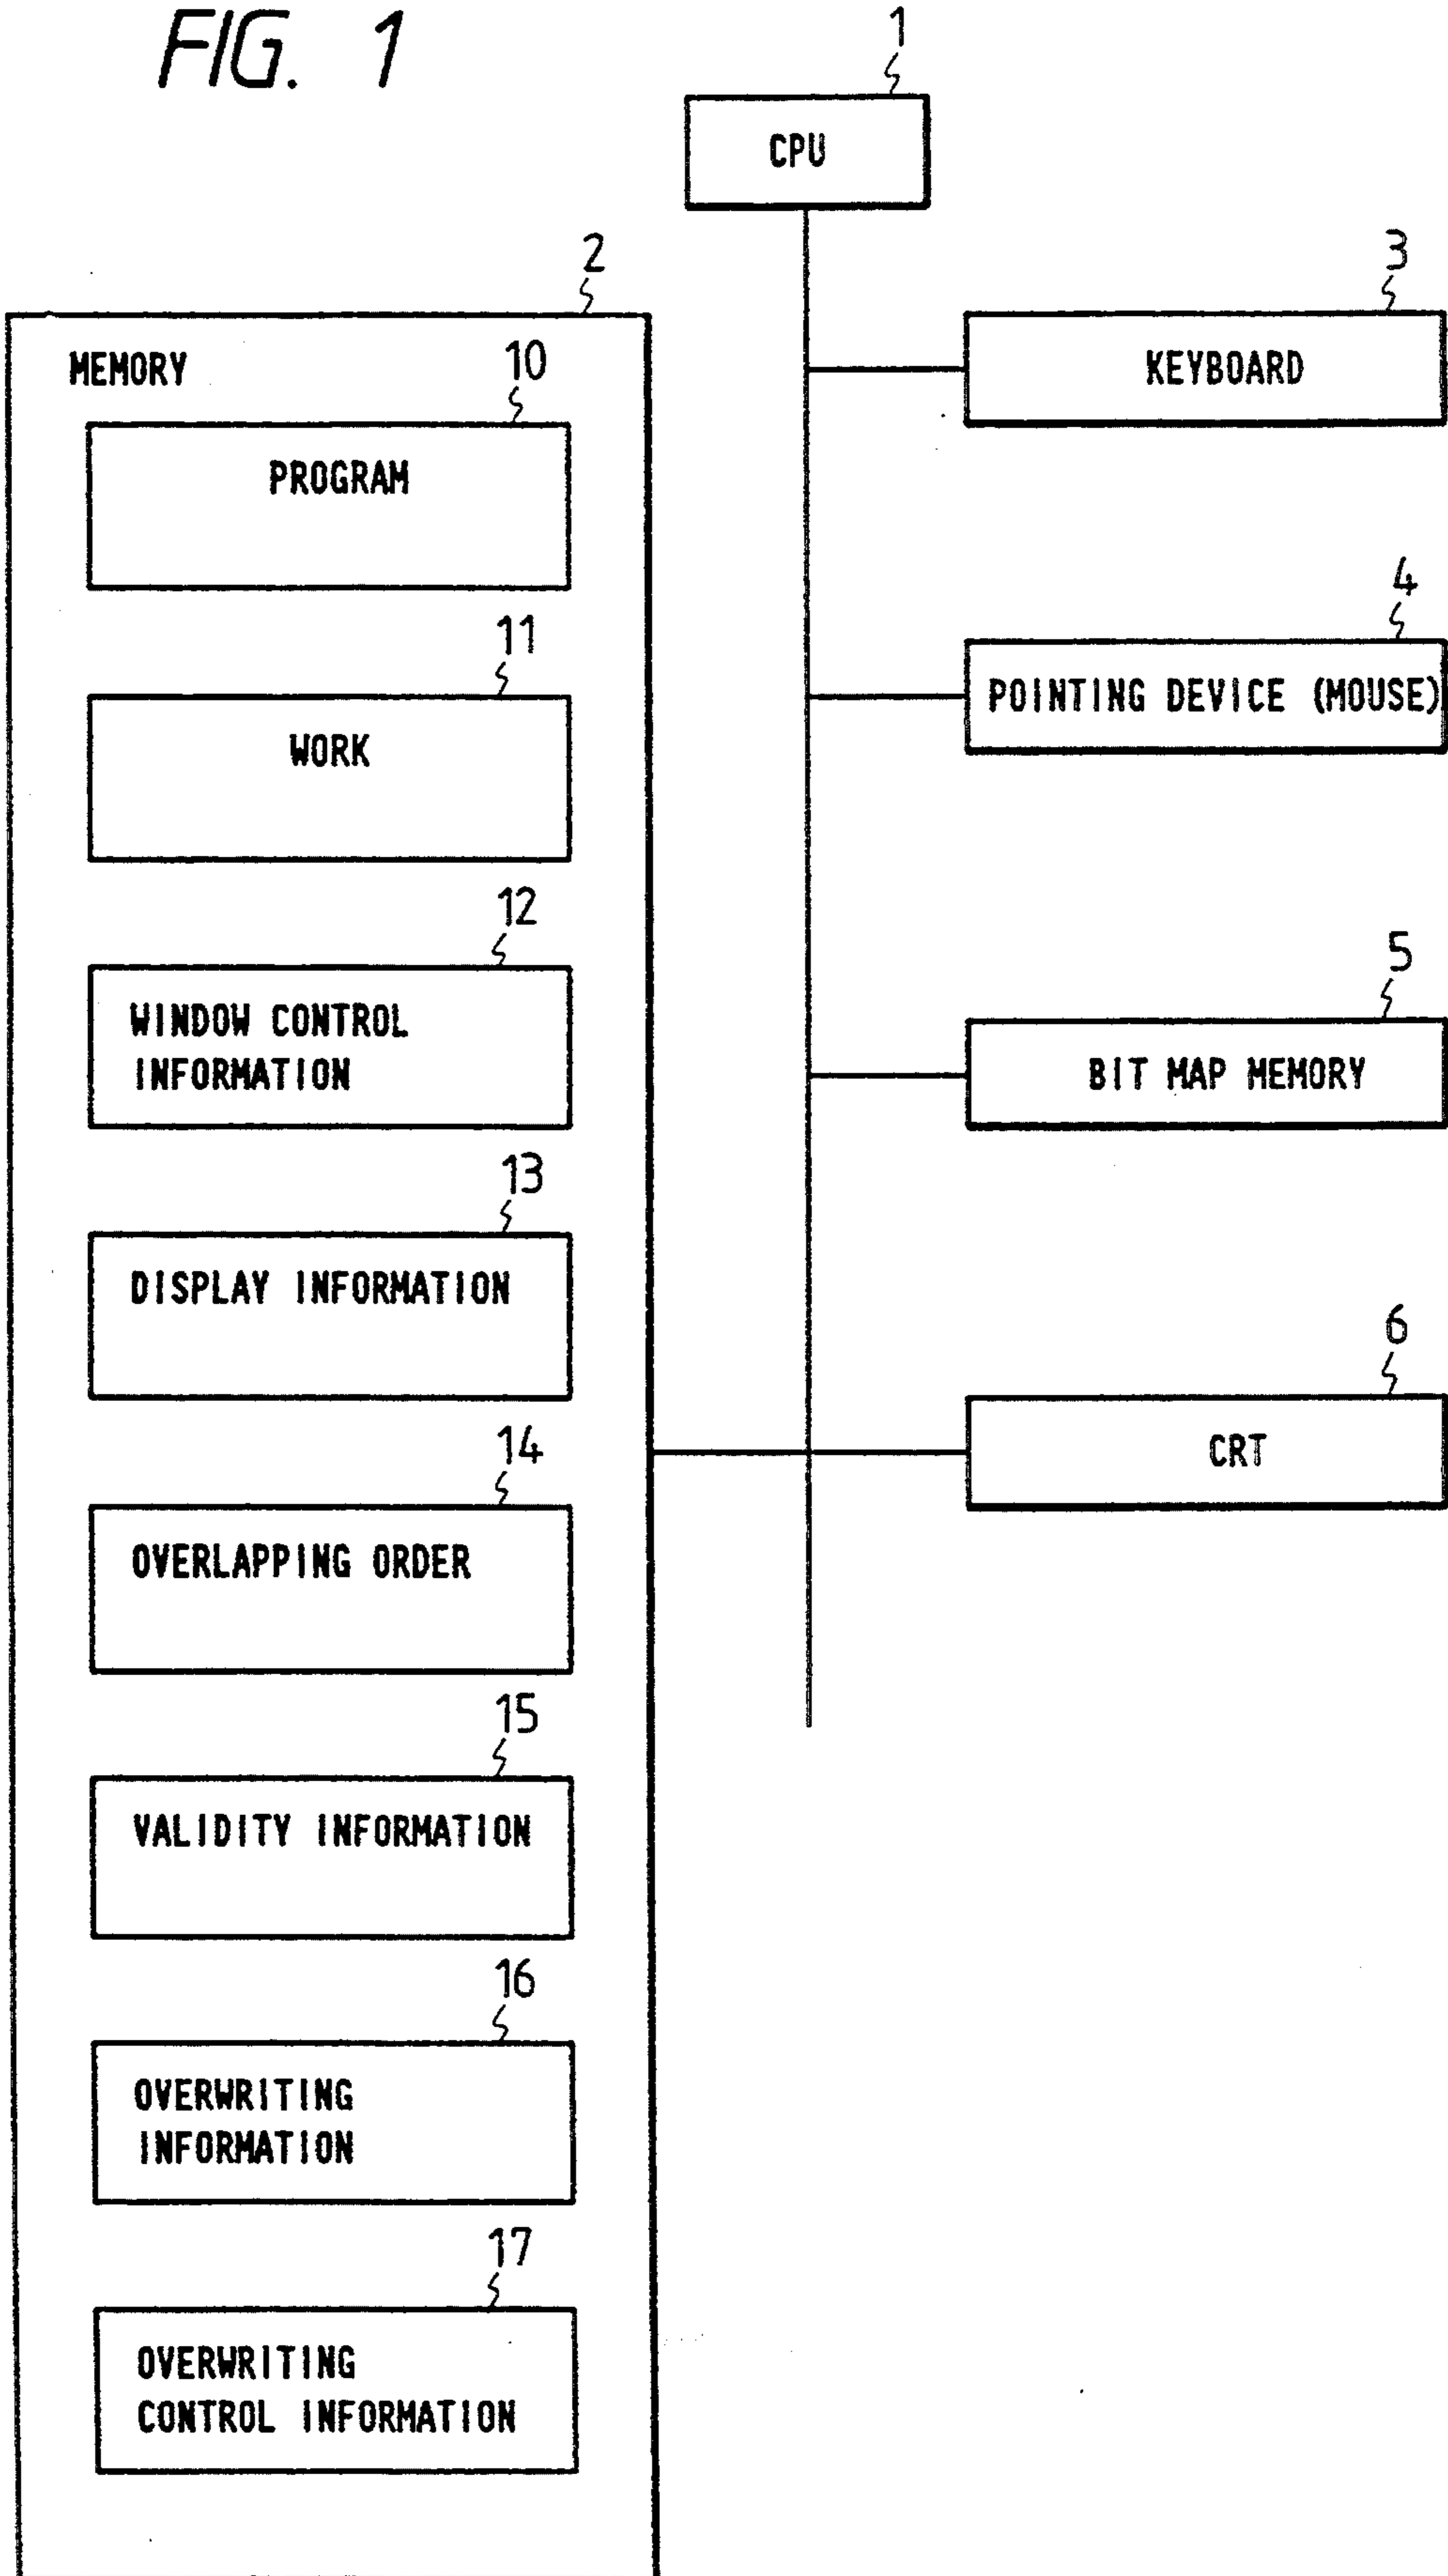 FIG. 1
1
CPU
2
MEMORY
10
PROGRAM
11
WORK
12
WINDOW CONTROL
INFORMATION
13
DISPLAY INFORMATION
14
OVERLAPPING ORDER
15
VALIDITY INFORMATION
16
OVERWRITING
INFORMATION
17
OVERWRITING
CONTROL INFORMATION
3
KEYBOARD
4
POINTING DEVICE (MOUSE)
5
BIT MAP MEMORY
6
CRT